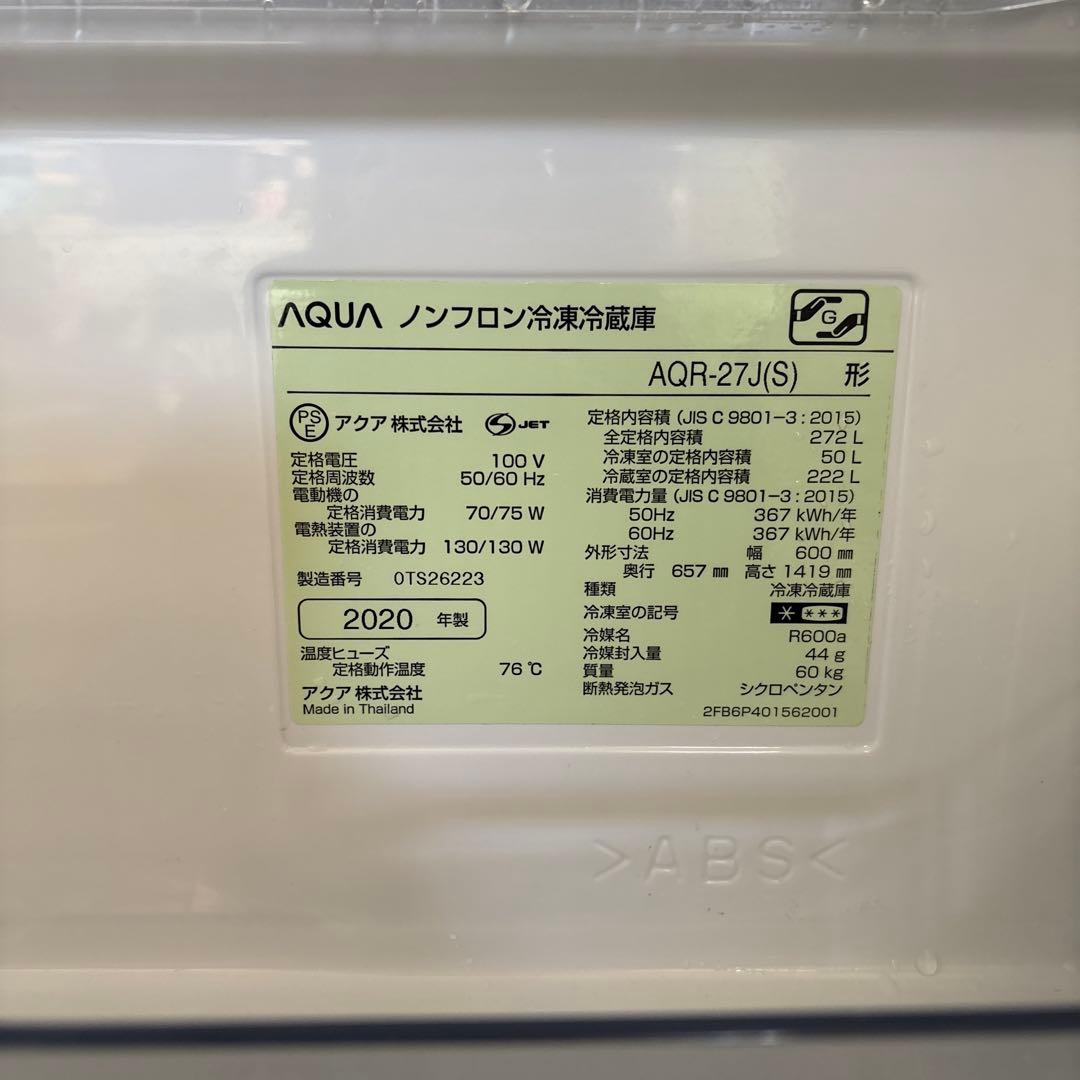 AQUA ノンフロン冷凍冷蔵庫
G
AQR-27J(S) 形
PS E アクア株式会社 S JET
定格電圧 100 V
定格周波数 50/60 Hz
電動機の
定格消費電力 70/75 W
電熱装置の
定格消費電力 130/130 W
製造番号 0TS26223
2020 年製
温度ヒューズ
定格動作温度 76 ℃
アクア株式会社
Made in Thailand
定格内容積 (JIS C 9801-3 : 2015)
全定格内容積 272 L
冷凍室の定格内容積 50 L
冷蔵室の定格内容積 222 L
消費電力量 (JIS C 9801-3 : 2015)
50Hz 367 kWh/年
60Hz 367 kWh/年
外形寸法 幅 600 mm
奥行 657 mm 高さ 1419 mm
種類 冷凍冷蔵庫
冷凍室の記号 * ***
冷媒名 R600a
冷媒封入量 44 g
質量 60 kg
断熱発泡ガス シクロペンタン
2FB6P401562001
>ABS<